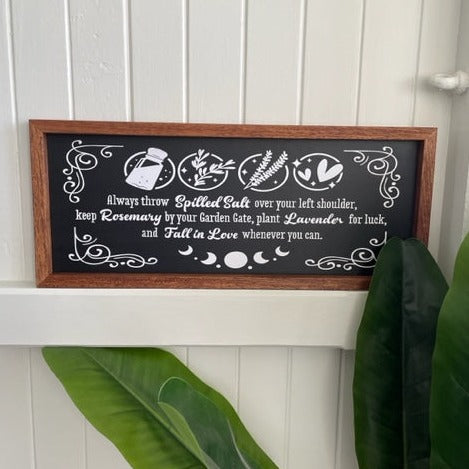 Always throw Spilled Salt over your left shoulder,
keep Rosemary by your Garden Gate, plant Lavender for luck,
and Fall in Love whenever you can.